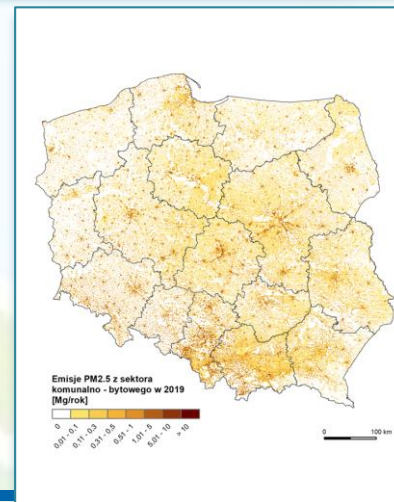 Emisje PM2.5 z sektora
komunalno - bytowego w 2019
[Mg/rok]
0
0,01 - 0,1
0,11 - 0,3
0,31 - 0,5
0,51 - 1
1,01 - 5
5,01 - 10
> 10
0
100 km